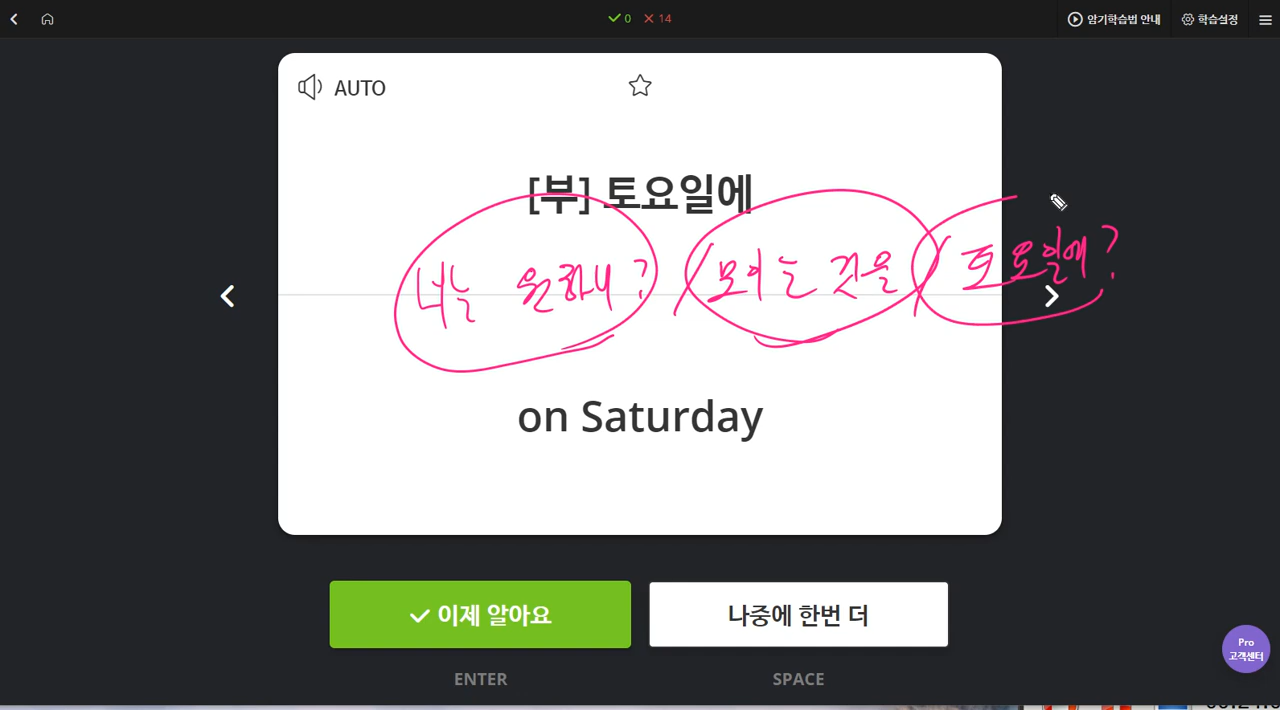 0 14 암기학습법 안내 학습설정
AUTO
[부] 토요일에
너는 원하니? / 모이는 것을 / 토요일에?
on Saturday
이제 알아요 나중에 한번 더
ENTER SPACE
Pro
고객센터